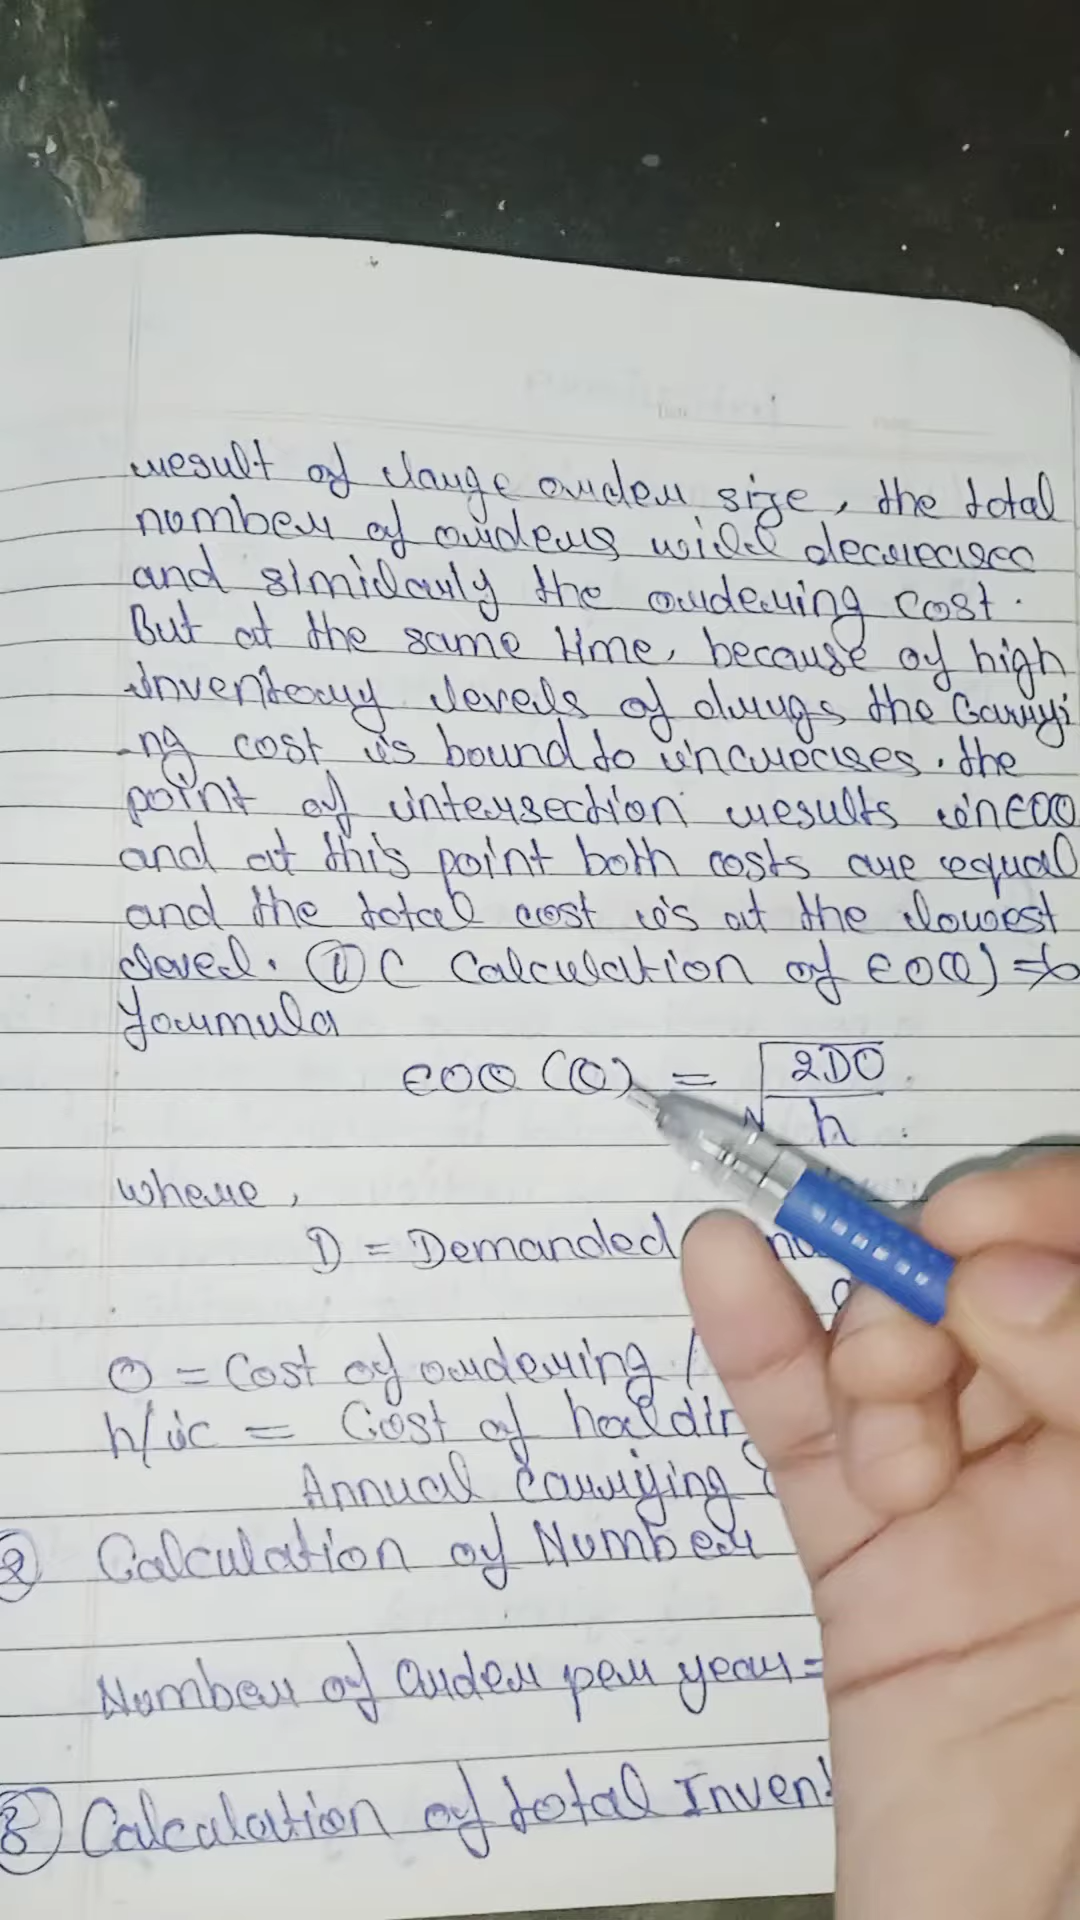 result of large order size, the total
number of orders will decreases
and similarly the ordering cost.
But at the same time, because of high
inventory levels of drugs the Carryi
-ng cost is bound to increases. the
point of intersection results in EOQ
and at this point both costs are equal
and the total cost is at the lowest
level. ① C Calculation of EOQ) ⇒
formula
EOQ (Q) = √2DO/h
where,
D = Demanded
O = Cost of ordering /
h/ic = Cost of
Annual Carrying
② Calculation of Number
Number of order per year =
③ Calculation of total